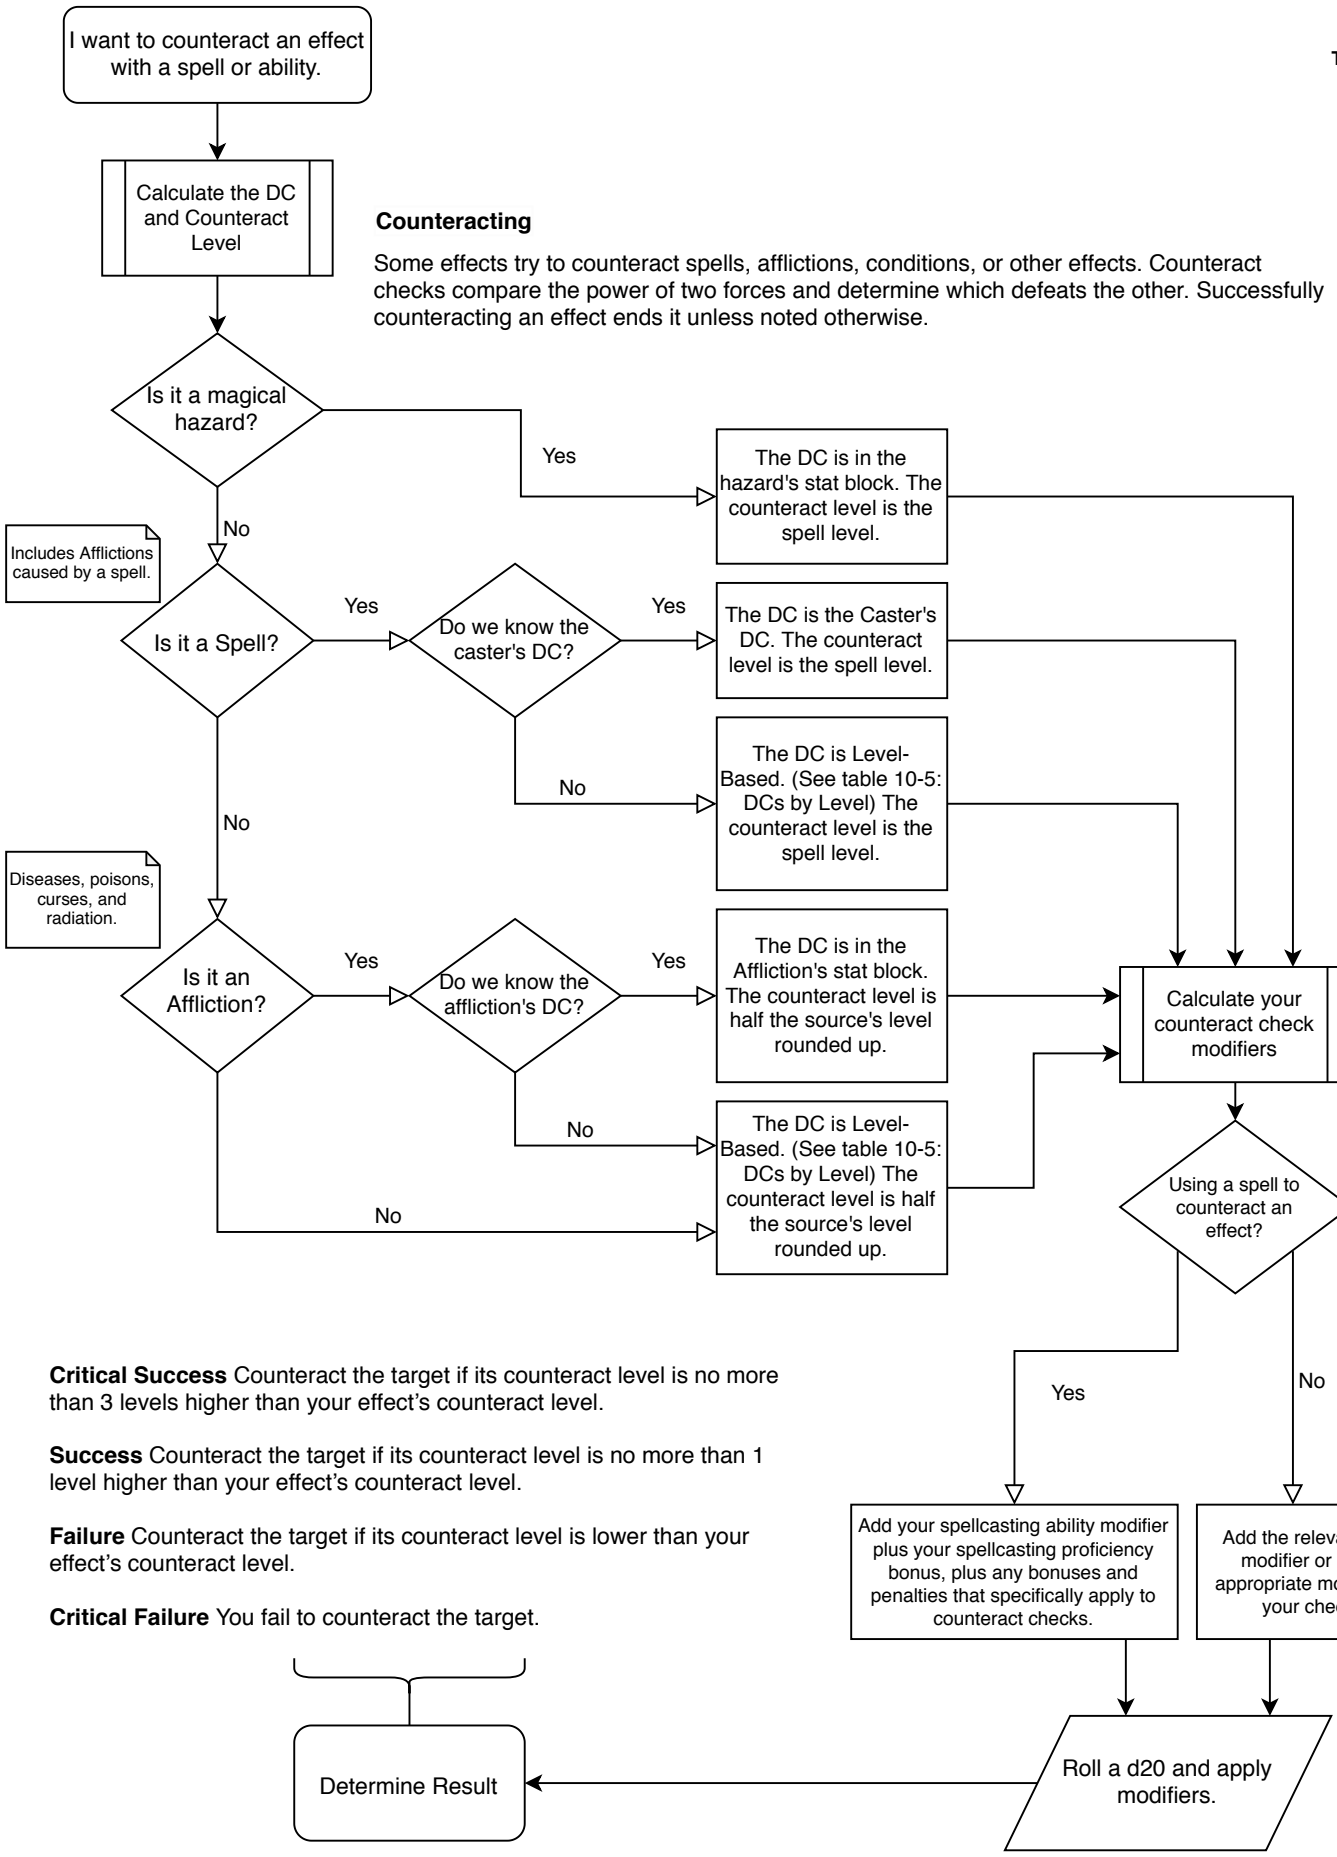 I want to counteract an effect
with a spell or ability.
Calculate the DC
and Counteract
Level
Counteracting
Some effects try to counteract spells, afflictions, conditions, or other effects. Counteract
checks compare the power of two forces and determine which defeats the other. Successfully
counteracting an effect ends it unless noted otherwise.
Is it a magical
hazard?
Yes
The DC is in the
hazard's stat block. The
counteract level is the
spell level.
No
Includes Afflictions
caused by a spell.
Is it a Spell?
Yes
Do we know the
caster's DC?
Yes
The DC is the Caster's
DC. The counteract
level is the spell level.
No
The DC is Level-
Based. (See table 10-5:
DCs by Level) The
counteract level is the
spell level.
No
Diseases, poisons,
curses, and
radiation.
Is it an
Affliction?
Yes
Do we know the
affliction's DC?
Yes
The DC is in the
Affliction's stat block.
The counteract level is
half the source's level
rounded up.
No
The DC is Level-
Based. (See table 10-5:
DCs by Level) The
counteract level is half
the source's level
rounded up.
No
Calculate your
counteract check
modifiers
Using a spell to
counteract an
effect?
Yes
No
Critical Success Counteract the target if its counteract level is no more
than 3 levels higher than your effect’s counteract level.
Success Counteract the target if its counteract level is no more than 1
level higher than your effect’s counteract level.
Failure Counteract the target if its counteract level is lower than your
effect’s counteract level.
Critical Failure You fail to counteract the target.
Add your spellcasting ability modifier
plus your spellcasting proficiency
bonus, plus any bonuses and
penalties that specifically apply to
counteract checks.
Add the
modifier or
appropriate
your
Roll a d20 and apply
modifiers.
Determine Result